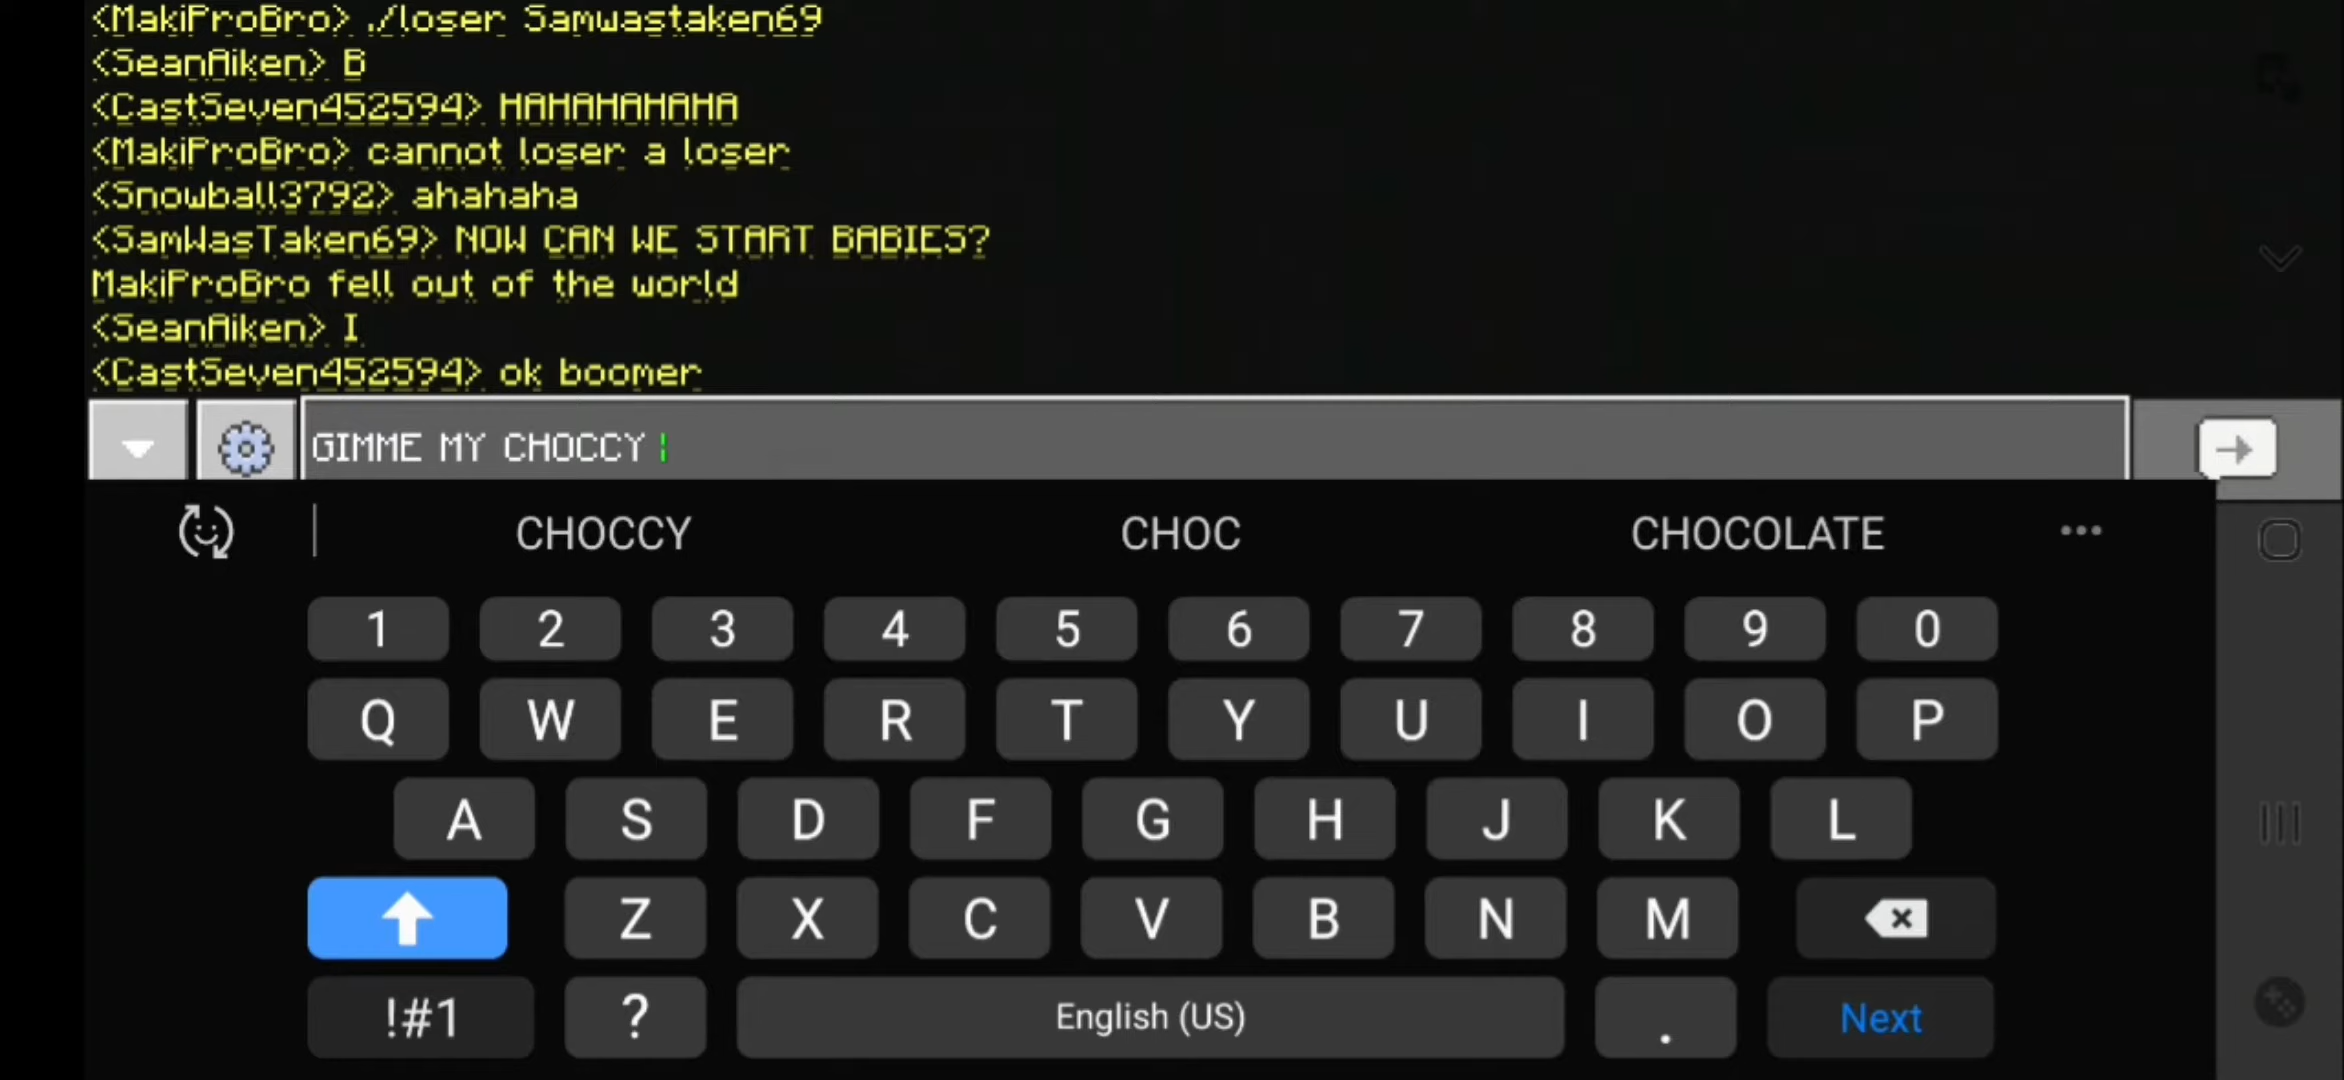 <MakiProBro> ./loser Samwastaken69
<SeanAiken> B
<CastSeven452594> HAHAHAHAHA
<MakiProBro> cannot loser a loser
<Snowball3792> ahahaha
<SamWasTaken69> NOW CAN WE START BABIES?
MakiProBro fell out of the world
<SeanAiken> I
<CastSeven452594> ok boomer
GIMME MY CHOCCY
CHOCCY CHOC CHOCOLATE
1 2 3 4 5 6 7 8 9 0
Q W E R T Y U I O P
A S D F G H J K L
Z X C V B N M
!#1 ? English (US) . Next